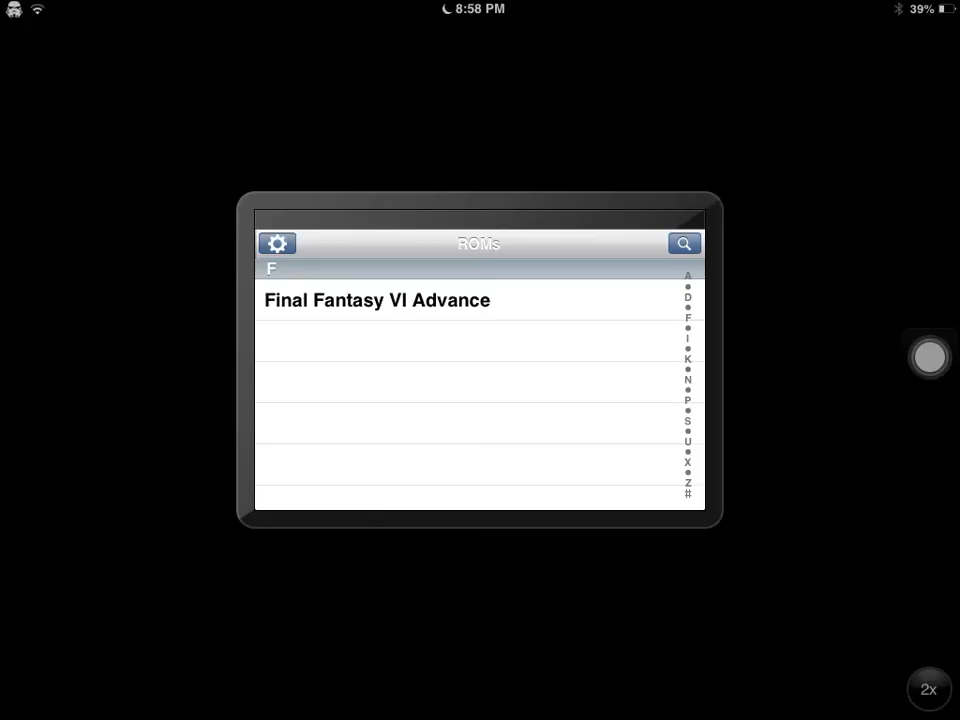 8:58 PM
39%
ROMs
F
Final Fantasy VI Advance
A
D
F
I
K
N
P
S
U
X
Z
#
2x